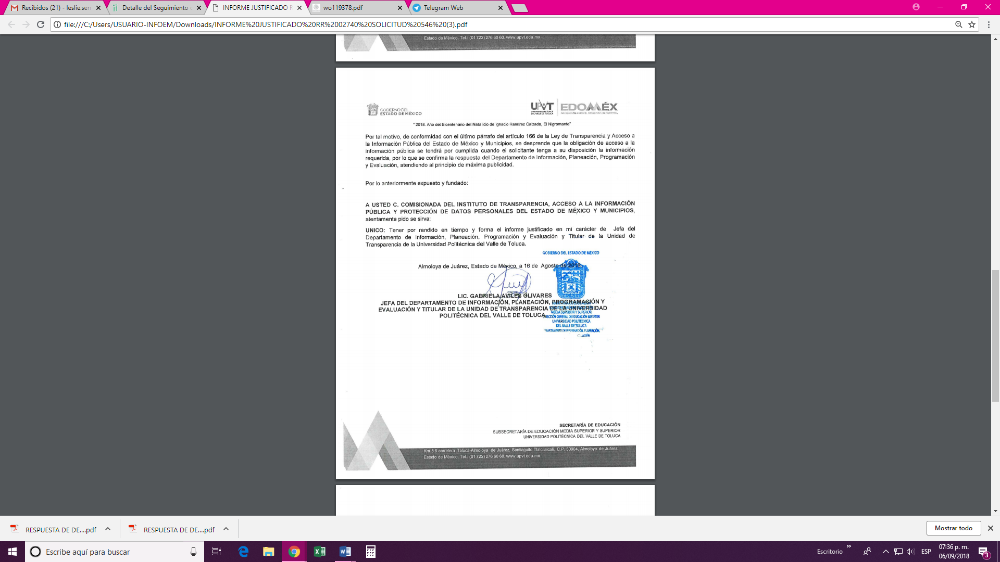 Recibidos (21) - leslie.serr
Detalle del Seguimiento d
INFORME JUSTIFICADO R
wo119378.pdf
Telegram Web
file:///C:/Users/USUARIO-INFOEM/Downloads/INFORME%20JUSTIFICADO%20RR%2002740%20SOLICITUD%20546%20(3).pdf
Estado de México. Tel.: (01 722) 276 60 60. www.upvt.edu.mx
GOBIERNO DEL
ESTADO DE MÉXICO
UPVT
UNIVERSIDAD POLITÉCNICA
DEL VALLE DE TOLUCA
EDOMÉX
" 2018. Año del Bicentenario del Natalicio de Ignacio Ramírez Calzada, El Nigromante"
Por tal motivo, de conformidad con el último párrafo del artículo 166 de la Ley de Transparencia y Acceso a
la Información Pública del Estado de México y Municipios, se desprende que la obligación de acceso a la
información pública se tendrá por cumplida cuando el solicitante tenga a su disposición la información
requerida, por lo que se confirma la respuesta del Departamento de Información, Planeación, Programación
y Evaluación, atendiendo al principio de máxima publicidad.
Por lo anteriormente expuesto y fundado:
A USTED C. COMISIONADA DEL INSTITUTO DE TRANSPARENCIA, ACCESO A LA INFORMACIÓN
PÚBLICA Y PROTECCIÓN DE DATOS PERSONALES DEL ESTADO DE MÉXICO Y MUNICIPIOS,
atentamente pido se sirva:
UNICO: Tener por rendido en tiempo y forma el informe justificado en mi carácter de Jefa del
Departamento de Información, Planeación, Programación y Evaluación y Titular de la Unidad de
Transparencia de la Universidad Politécnica del Valle de Toluca.
GOBIERNO DEL ESTADO DE MÉXICO
Almoloya de Juárez, Estado de México, a 16 de Agosto de 2018.
LIC. GABRIELA AVILES OLIVARES
JEFA DEL DEPARTAMENTO DE INFORMACIÓN, PLANEACIÓN, PROGRAMACIÓN Y
EVALUACIÓN Y TITULAR DE LA UNIDAD DE TRANSPARENCIA DE LA UNIVERSIDAD
POLITÉCNICA DEL VALLE DE TOLUCA
MEDIA SUPERIOR Y SUPERIOR
DIRECCIÓN GENERAL DE EDUCACIÓN SUPERIOR
UNIVERSIDAD POLITÉCNICA
DEL VALLE DE TOLUCA
DEPARTAMENTO DE INFORMACIÓN, PLANEACIÓN,
SECRETARÍA DE EDUCACIÓN
SUBSECRETARÍA DE EDUCACIÓN MEDIA SUPERIOR Y SUPERIOR
UNIVERSIDAD POLITÉCNICA DEL VALLE DE TOLUCA
Km 5.6 carretera Toluca-Almoloya de Juárez, Santiaguito Tlalcilalcali, C.P. 50904, Almoloya de Juárez,
Estado de México. Tel.: (01 722) 276 60 60. www.upvt.edu.mx
RESPUESTA DE DE....pdf
RESPUESTA DE DE....pdf
Mostrar todo
Escribe aquí para buscar
Escritorio
ESP
07:36 p. m.
06/09/2018
3